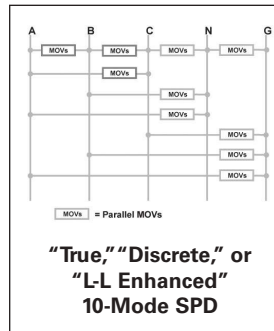 A B C N G
MOVs MOVs MOVs MOVs
MOVs
MOVs
MOVs
MOVs
MOVs
MOVs
MOVs = Parallel MOVs
“True,” “Discrete,” or
“L-L Enhanced”
10-Mode SPD